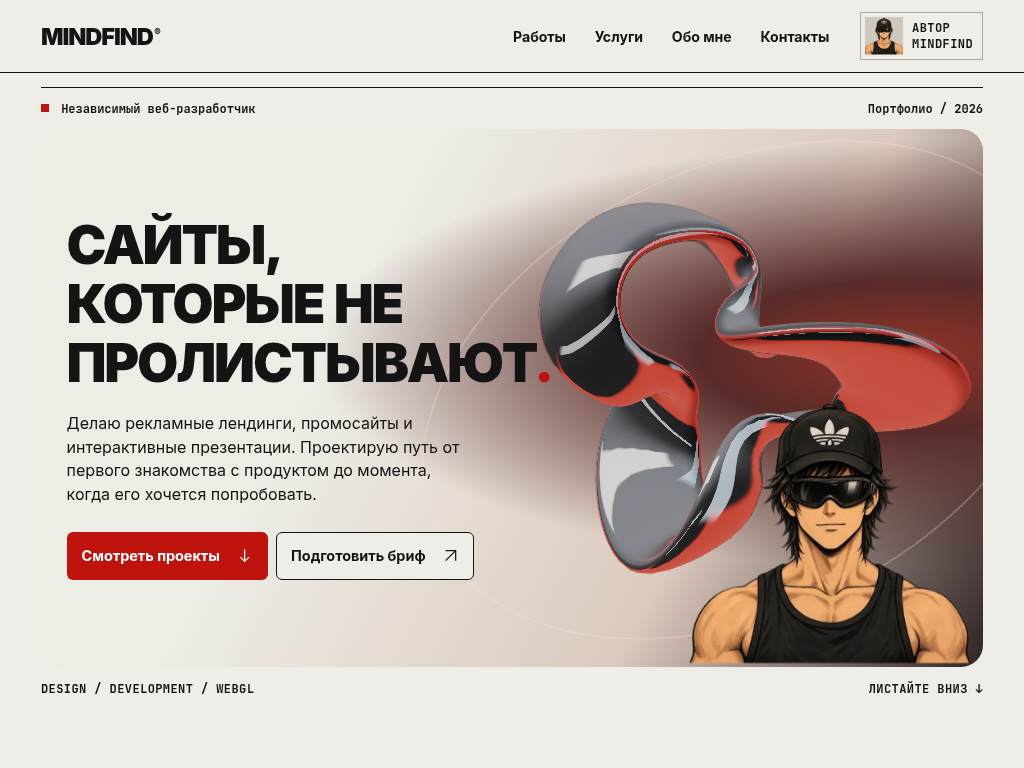 MINDFIND®
Работы
Услуги
Обо мне
Контакты
АВТОР
MINDFIND
Независимый веб-разработчик
Портфолио / 2026
САЙТЫ,
КОТОРЫЕ НЕ
ПРОЛИСТЫВАЮТ.
Делаю рекламные лендинги, промосайты и
интерактивные презентации. Проектирую путь от
первого знакомства с продуктом до момента,
когда его хочется попробовать.
Смотреть проекты ↓
Подготовить бриф ↗
DESIGN / DEVELOPMENT / WEBGL
ЛИСТАЙТЕ ВНИЗ ↓